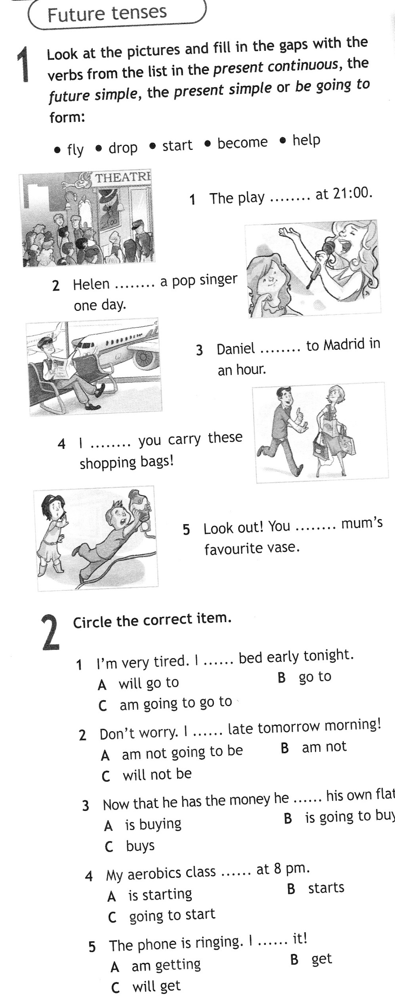 Future tenses
1 Look at the pictures and fill in the gaps with the
verbs from the list in the present continuous, the
future simple, the present simple or be going to
form:
• fly • drop • start • become • help
THEATRE
21:00
1 The play ........ at 21:00.
2 Helen ........ a pop singer
one day.
3 Daniel ........ to Madrid in
an hour.
4 I ........ you carry these
shopping bags!
5 Look out! You ........ mum's
favourite vase.
2 Circle the correct item.
1 I'm very tired. I ...... bed early tonight.
A will go to B go to
C am going to go to
2 Don't worry. I ...... late tomorrow morning!
A am not going to be B am not
C will not be
3 Now that he has the money he ...... his own flat
A is buying B is going to buy
C buys
4 My aerobics class ...... at 8 pm.
A is starting B starts
C going to start
5 The phone is ringing. I ...... it!
A am getting B get
C will get